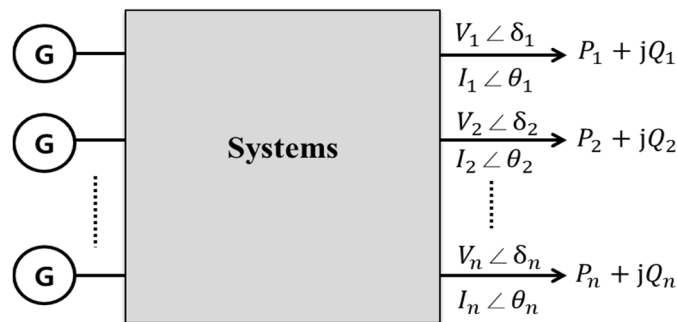 G
V₁∠δ₁
I₁∠θ₁
P₁ + jQ₁
G
Systems
V₂∠δ₂
I₂∠θ₂
P₂ + jQ₂
G
Vₙ∠δₙ
Iₙ∠θₙ
Pₙ + jQₙ